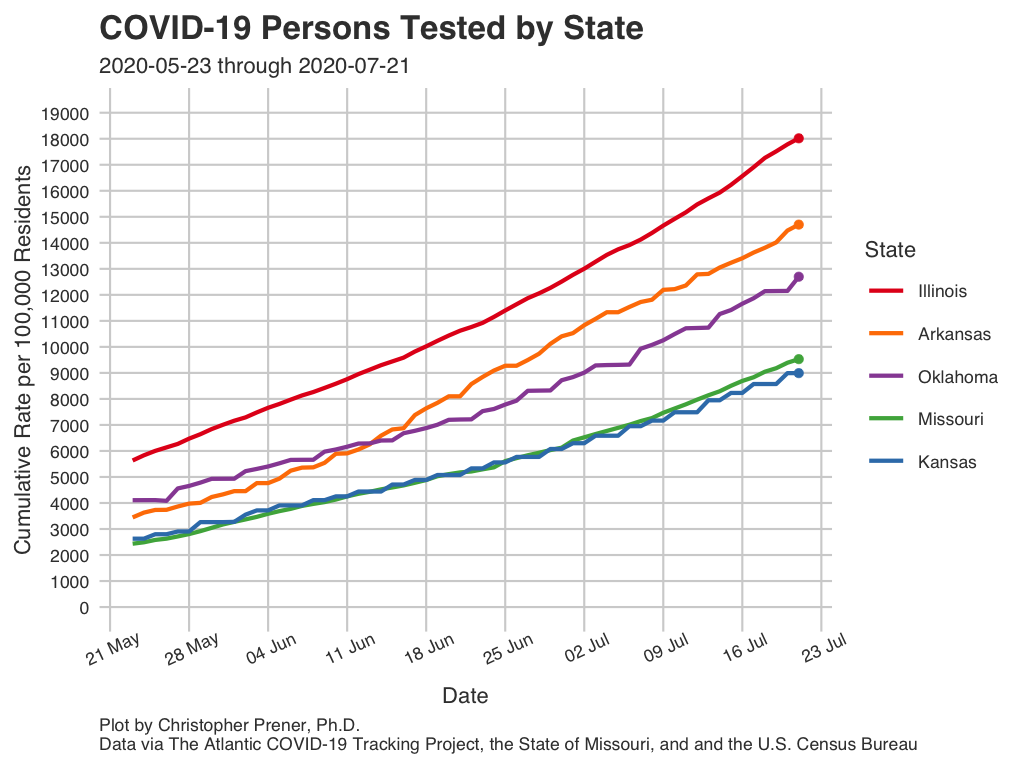 COVID-19 Persons Tested by State
2020-05-23 through 2020-07-21
Cumulative Rate per 100,000 Residents
19000
18000
17000
16000
15000
14000
13000
12000
11000
10000
9000
8000
7000
6000
5000
4000
3000
2000
1000
0
21 May
28 May
04 Jun
11 Jun
18 Jun
25 Jun
02 Jul
09 Jul
16 Jul
23 Jul
Date
State
Illinois
Arkansas
Oklahoma
Missouri
Kansas
Plot by Christopher Prener, Ph.D.
Data via The Atlantic COVID-19 Tracking Project, the State of Missouri, and and the U.S. Census Bureau